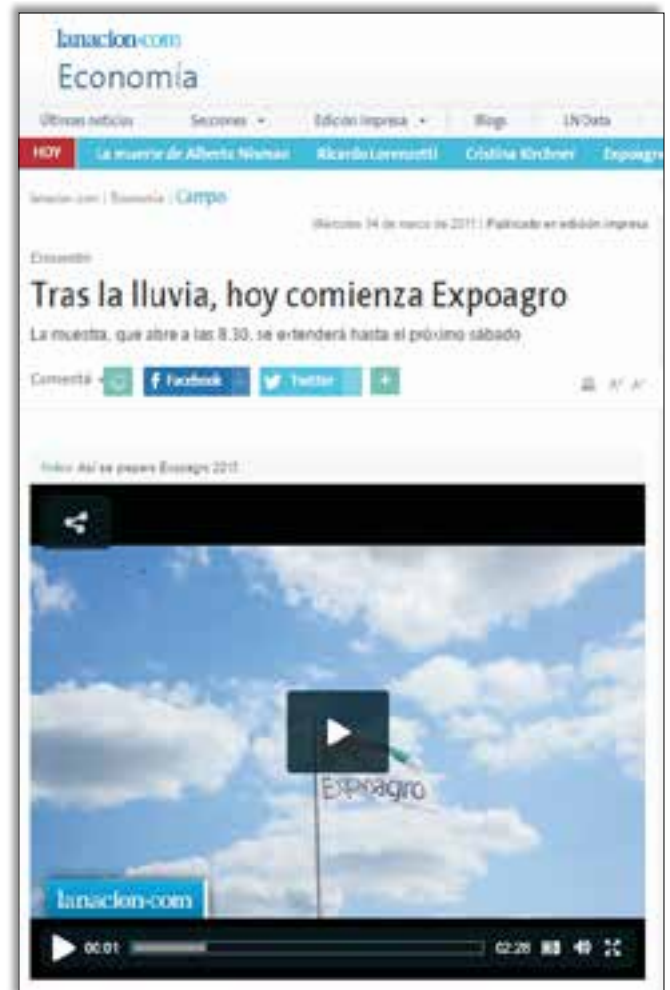 lanacion.com
Economía
Últimas noticias Secciones Edición impresa Blogs LN Data
HOY La muerte de Alberto Nisman Ricardo Lorenzetti Cristina Kirchner Expoagro
lanacion.com | Economía | Campo
Miércoles de marzo de | Publicado en edición impresa
Encuentro
Tras la lluvia, hoy comienza Expoagro
La muestra, que abre a las 8.30, se extenderá hasta el próximo sábado
Comentá Facebook Twitter +
Video: Así se prepara Expoagro
Expoagro
lanacion.com
00:01 02:28